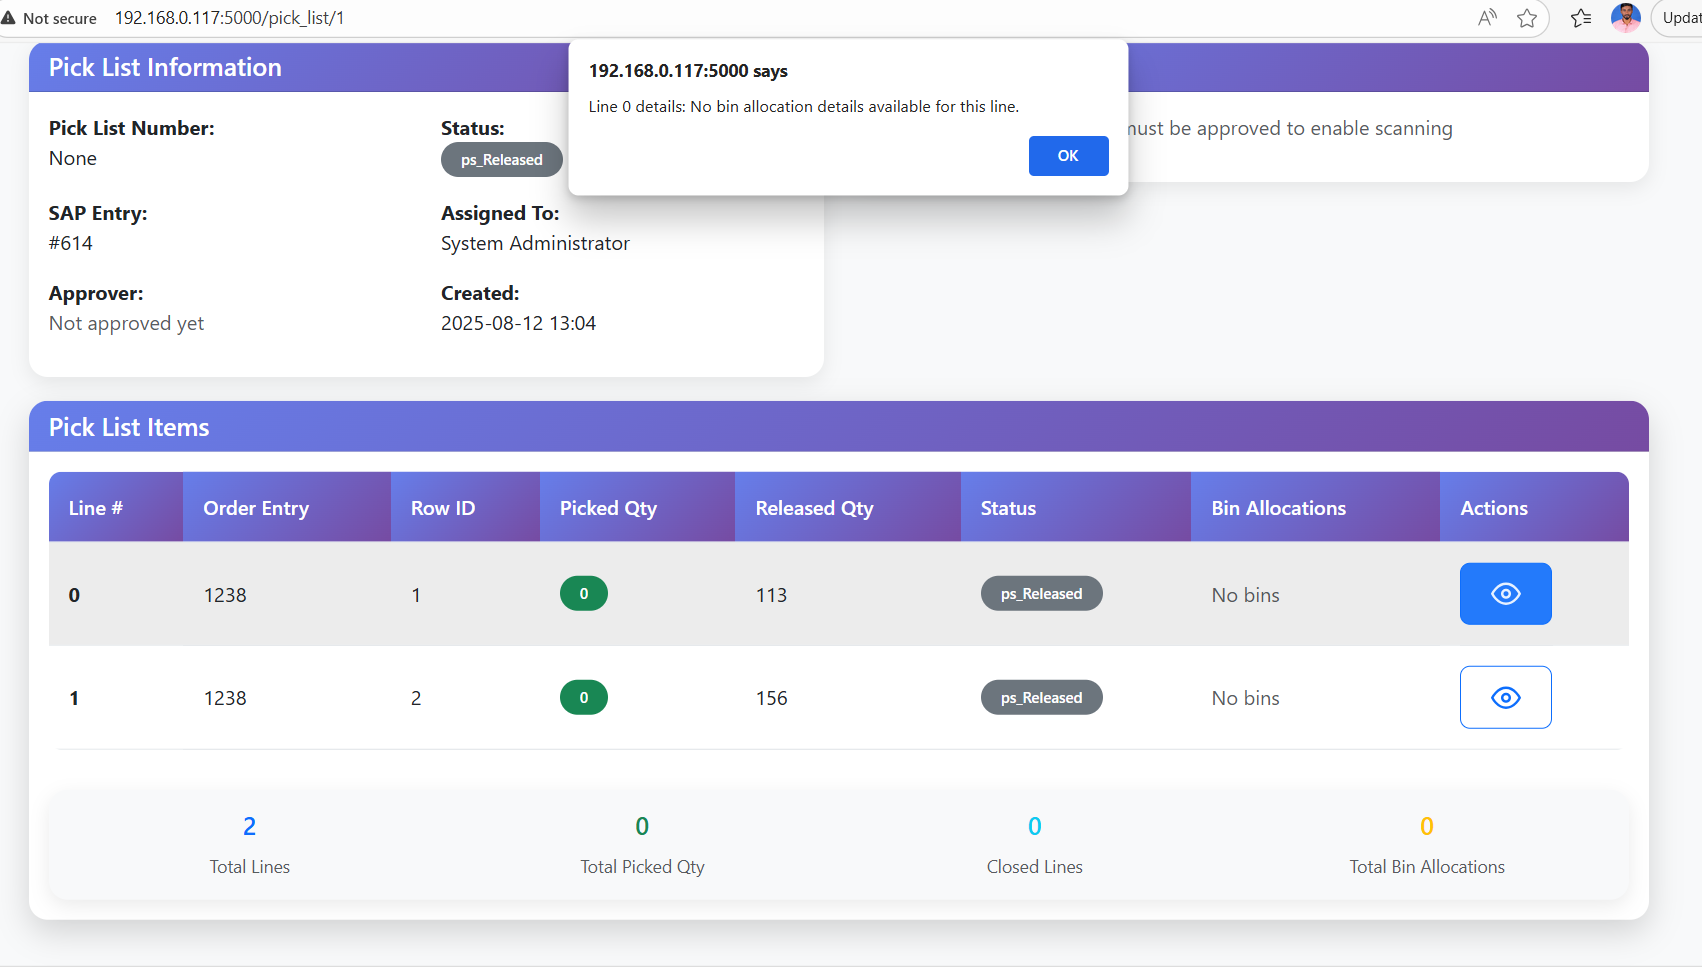 Not secure 192.168.0.117:5000/pick_list/1
Updat
192.168.0.117:5000 says
Line 0 details: No bin allocation details available for this line.
OK
Pick List Information
Pick List Number:
None
Status:
ps_Released
SAP Entry:
#614
Assigned To:
System Administrator
Approver:
Not approved yet
Created:
2025-08-12 13:04
must be approved to enable scanning
Pick List Items
Line # Order Entry Row ID Picked Qty Released Qty Status Bin Allocations Actions
0 1238 1 0 113 ps_Released No bins
1 1238 2 0 156 ps_Released No bins
2 0 0 0
Total Lines Total Picked Qty Closed Lines Total Bin Allocations